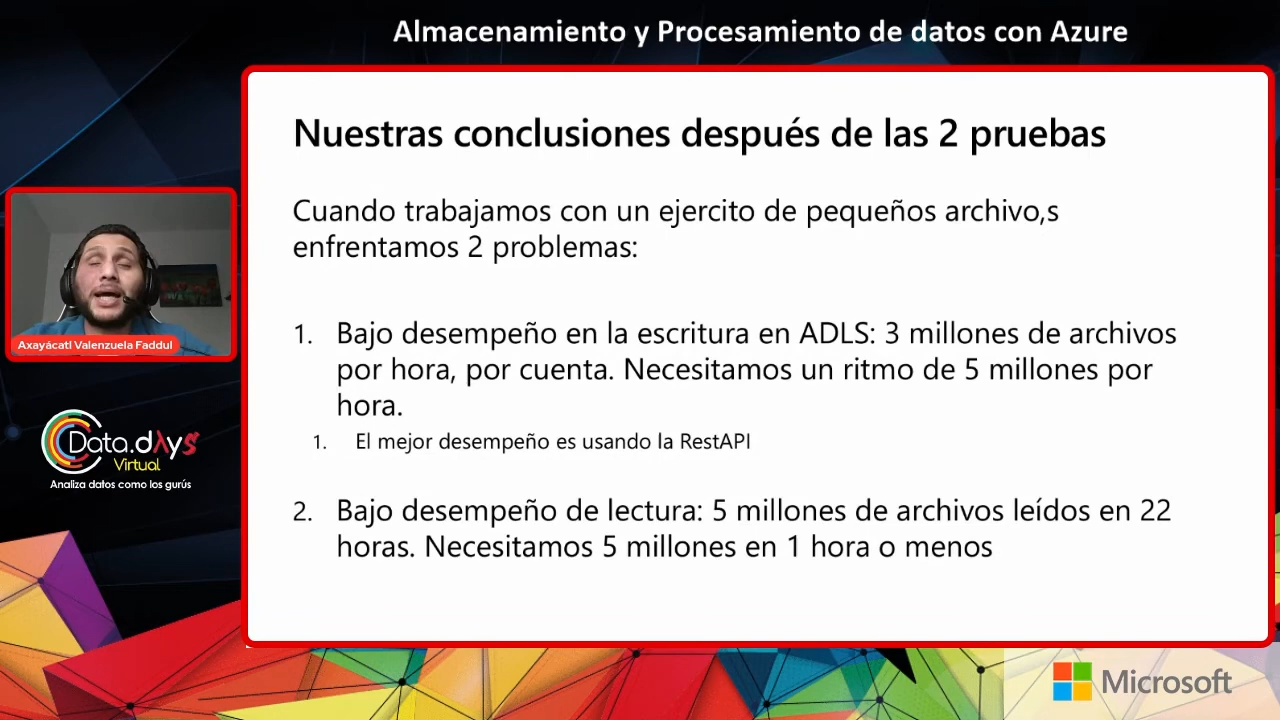 Almacenamiento y Procesamiento de datos con Azure
Nuestras conclusiones después de las 2 pruebas
Cuando trabajamos con un ejercito de pequeños archivo,s
enfrentamos 2 problemas:
1. Bajo desempeño en la escritura en ADLS: 3 millones de archivos
por hora, por cuenta. Necesitamos un ritmo de 5 millones por
hora.
1. El mejor desempeño es usando la RestAPI
2. Bajo desempeño de lectura: 5 millones de archivos leídos en 22
horas. Necesitamos 5 millones en 1 hora o menos
Axayácatl Valenzuela Faddul
Data.dAys
Virtual
Analiza datos como los gurús
Microsoft